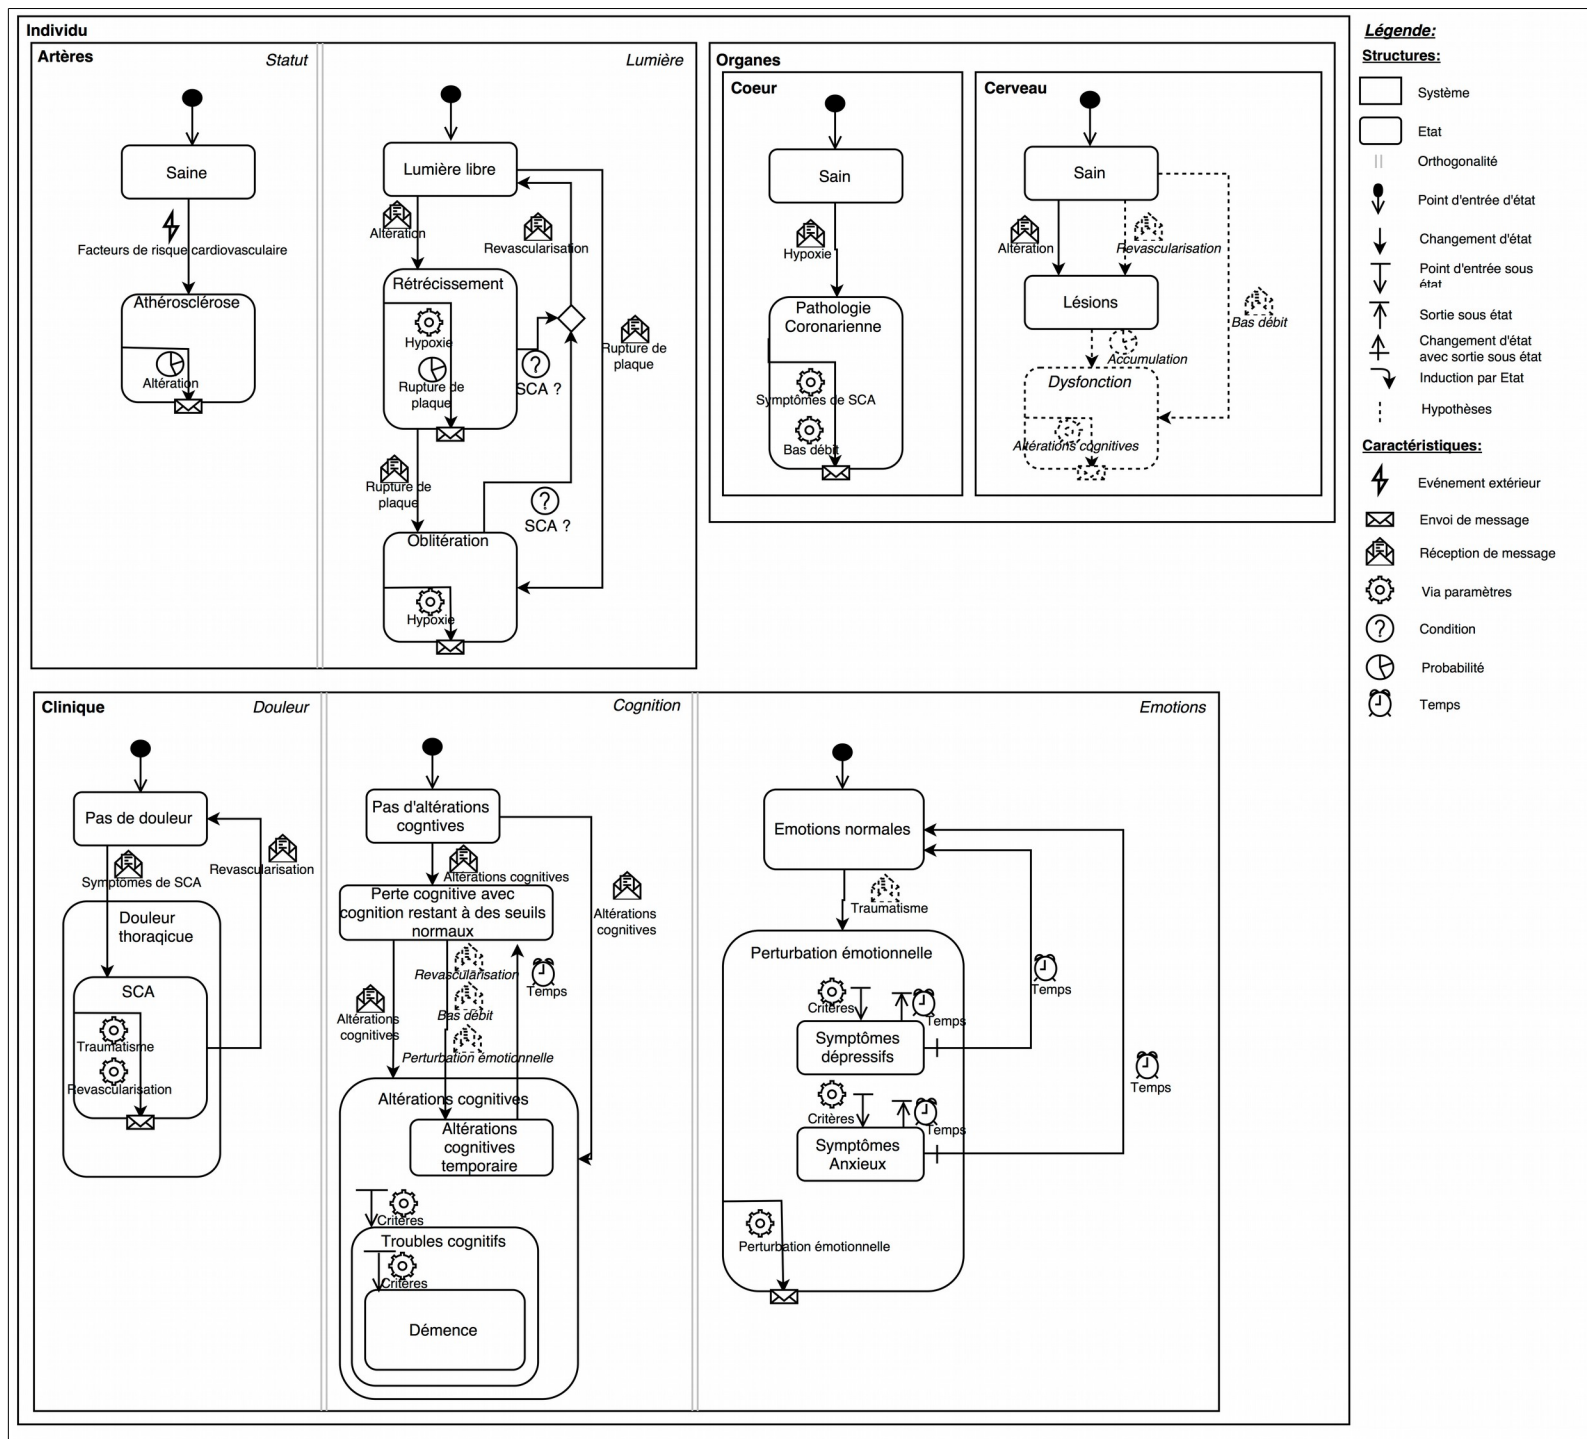 Individu
Artères
Statut
Saine
Facteurs de risque cardiovasculaire
Athérosclérose
Altération
Lumière
Lumière libre
Altération
Revascularisation
Rétrécissement
Hypoxie
Rupture de
plaque
SCA ?
Rupture de
plaque
Rupture de
plaque
SCA ?
Oblitération
Hypoxie
Organes
Coeur
Sain
Hypoxie
Pathologie
Coronarienne
Symptômes de SCA
Bas débit
Cerveau
Sain
Altération
Revascularisation
Lésions
Bas débit
Accumulation
Dysfonction
Altérations cognitives
Clinique
Douleur
Pas de douleur
Symptômes de SCA
Revascularisation
Douleur
thoraqicue
SCA
Traumatisme
Revascularisation
Cognition
Pas d'altérations
cogntives
Altérations cognitives
Perte cognitive avec
cognition restant à des seuils
normaux
Altérations
cognitives
Revascularisation
Bas débit
Perturbation émotionnelle
Temps
Altérations
cognitives
Altérations cognitives
Altérations
cognitives
temporaire
Critères
Troubles cognitifs
Critères
Démence
Emotions
Emotions normales
Traumatisme
Perturbation émotionnelle
Critères
Temps
Symptômes
dépressifs
Temps
Critères
Temps
Symptômes
Anxieux
Temps
Perturbation émotionnelle
Légende:
Structures:
Système
Etat
Orthogonalité
Point d'entrée d'état
Changement d'état
Point d'entrée sous
état
Sortie sous état
Changement d'état
avec sortie sous état
Induction par Etat
Hypothèses
Caractéristiques:
Evénement extérieur
Envoi de message
Réception de message
Via paramètres
Condition
Probabilité
Temps